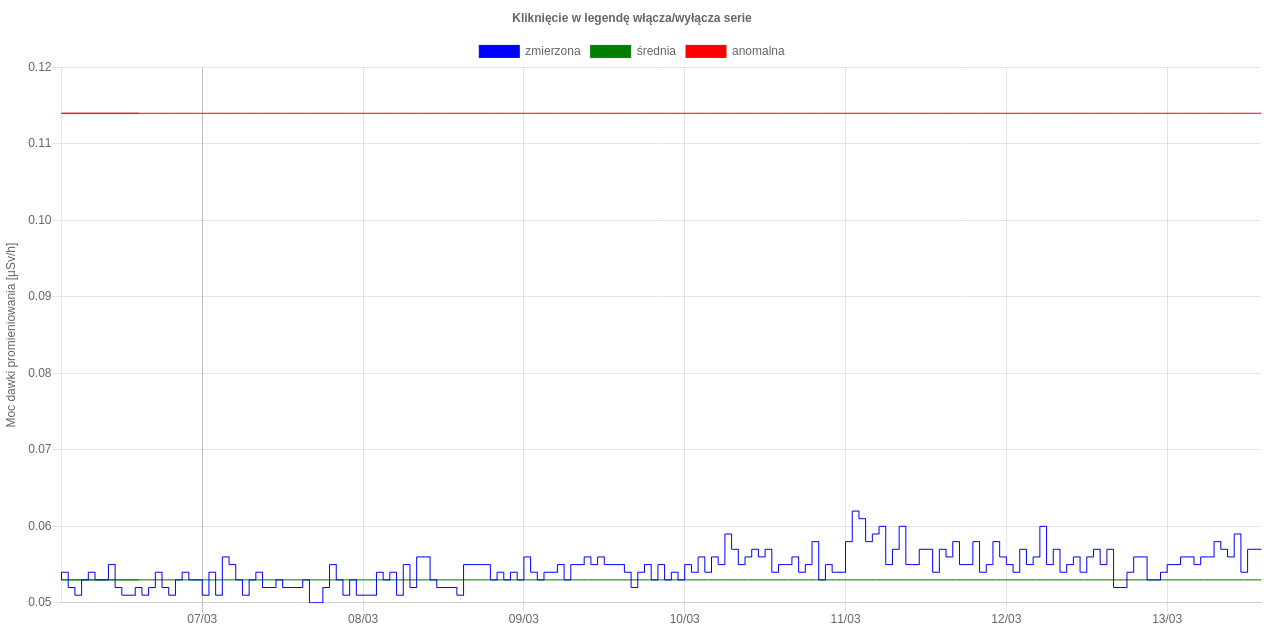 Kliknięcie w legendę włącza/wyłącza serie
zmierzona średnia anomalna
Moc dawki promieniowania [µSv/h]
0.12
0.11
0.10
0.09
0.08
0.07
0.06
0.05
07/03 08/03 09/03 10/03 11/03 12/03 13/03